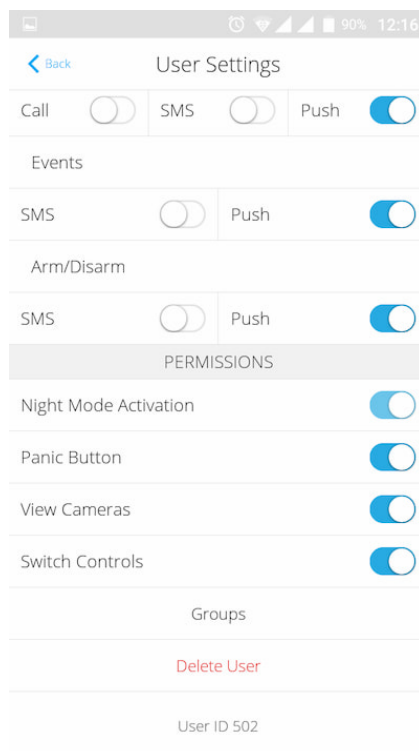 90% 12:16
Back User Settings
Call SMS Push
Events
SMS Push
Arm/Disarm
SMS Push
PERMISSIONS
Night Mode Activation
Panic Button
View Cameras
Switch Controls
Groups
Delete User
User ID 502